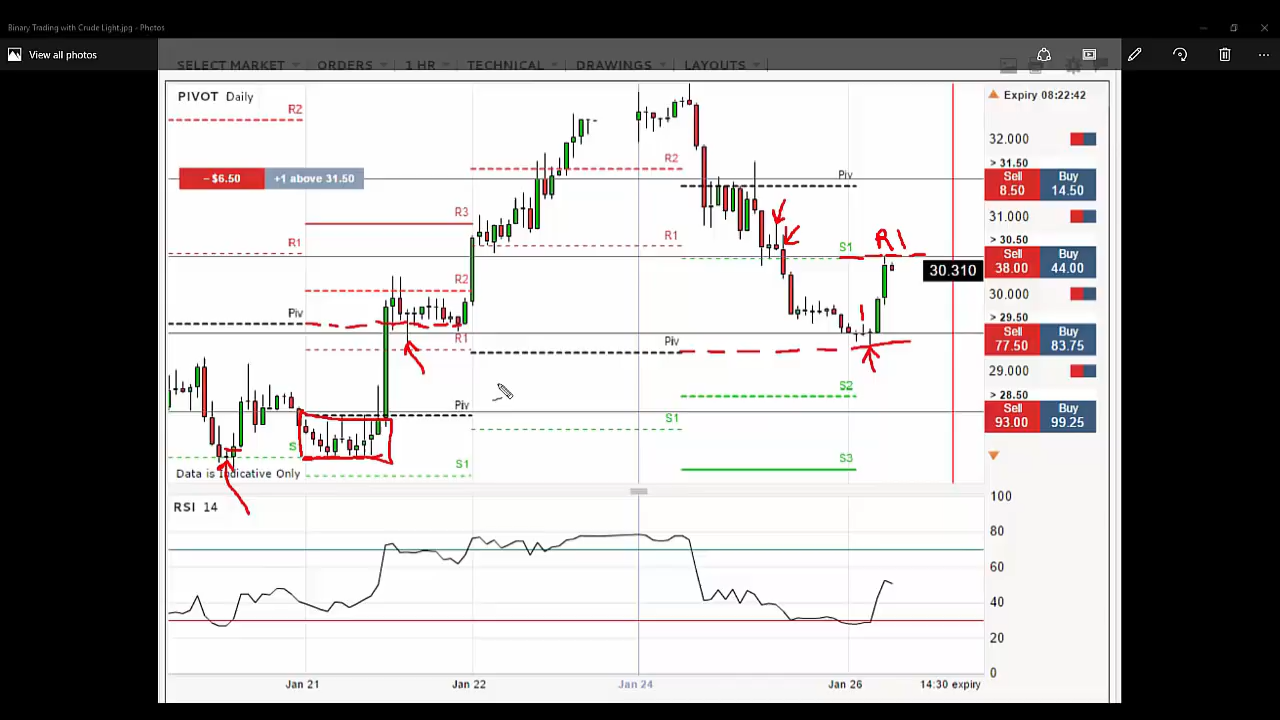 Binary Trading with Crude Light.jpg - Photos
View all photos
SELECT MARKET ORDERS 1 HR TECHNICAL DRAWINGS LAYOUTS
PIVOT Daily
Expiry 08:22:42
R2
32.000
R2
> 31.50
Piv
Sell Buy
8.50 14.50
- $6.50 +1 above 31.50
R3
31.000
R1
R1
R1
S1
> 30.50
Sell Buy
38.00 44.00
30.310
R2
30.000
Piv
> 29.50
R1
Piv
Sell Buy
77.50 83.75
29.000
S2
> 28.50
Piv
S1
Sell Buy
93.00 99.25
S1
S3
Data is Indicative Only
RSI 14
100
80
60
40
20
0
Jan 21 Jan 22 Jan 24 Jan 26 14:30 expiry